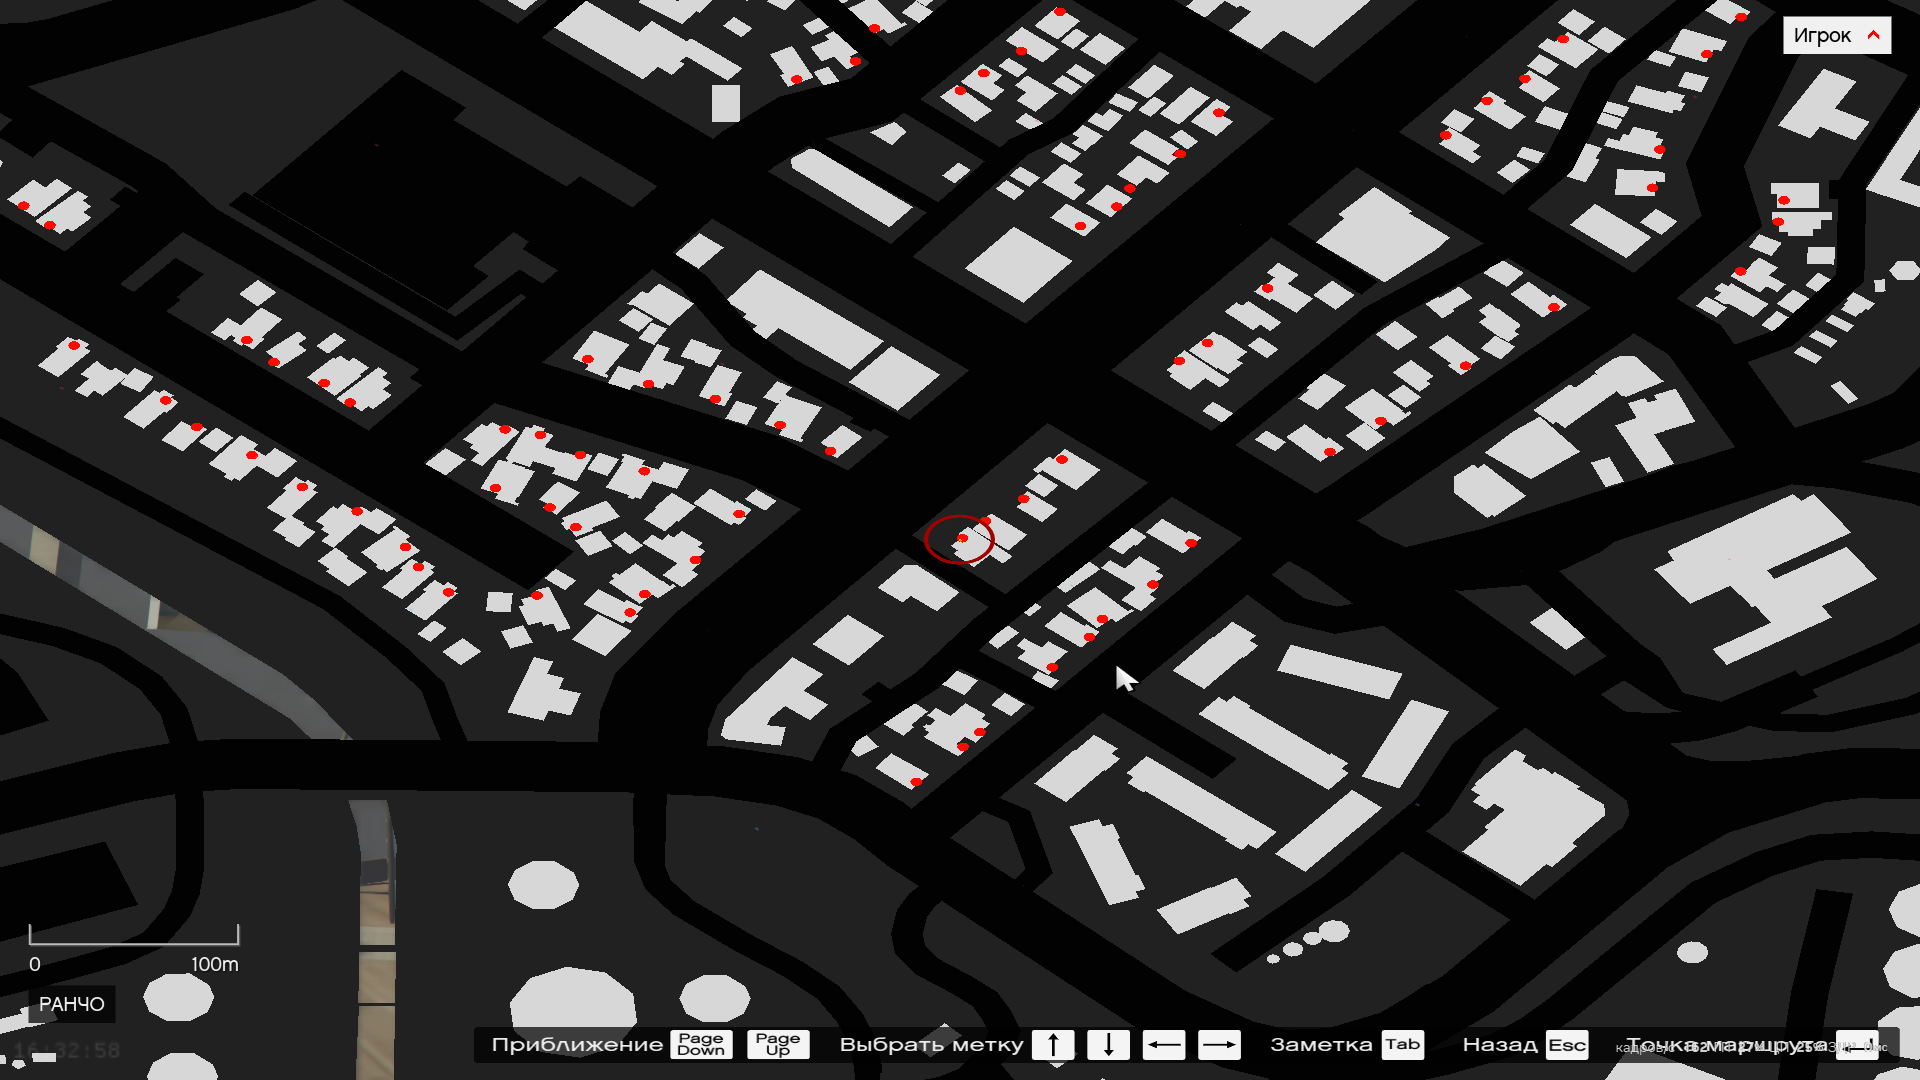 Игрок
0 100m
РАНЧО
16:32:58
Приближение Page Down Page Up Выбрать метку ↑ ↓ ← → Заметка Tab Назад Esc Точка маршрута